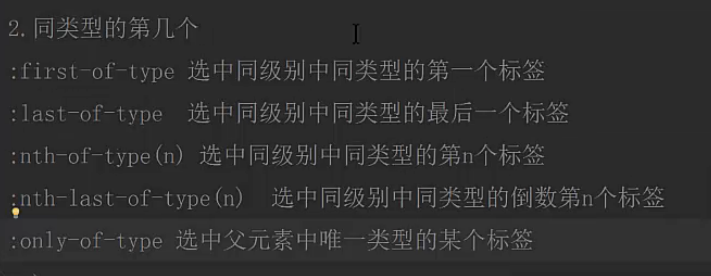 2.同类型的第几个
:first-of-type 选中同级别中同类型的第一个标签
:last-of-type 选中同级别中同类型的最后一个标签
:nth-of-type(n) 选中同级别中同类型的第n个标签
:nth-last-of-type(n) 选中同级别中同类型的倒数第n个标签
:only-of-type 选中父元素中唯一类型的某个标签